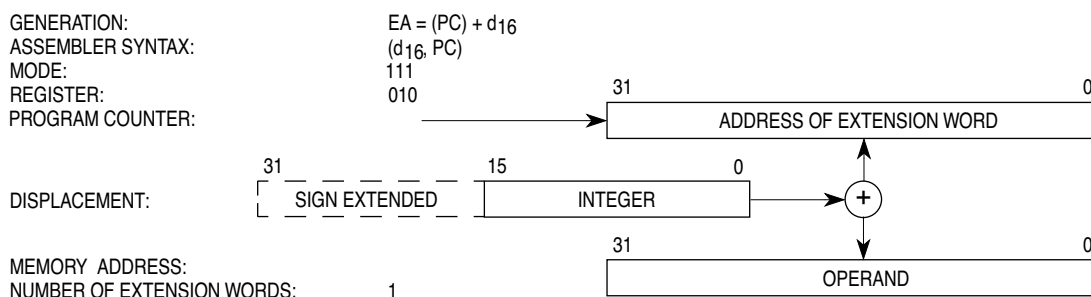 GENERATION: EA = (PC) + d16
ASSEMBLER SYNTAX: (d16, PC)
MODE: 111
REGISTER: 010
31 0
PROGRAM COUNTER: ADDRESS OF EXTENSION WORD
31 15 0
DISPLACEMENT: SIGN EXTENDED INTEGER +
31 0
MEMORY ADDRESS: OPERAND
NUMBER OF EXTENSION WORDS: 1